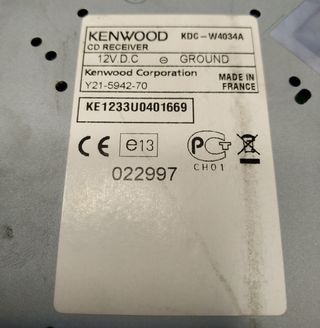 KENWOOD KDC-W4034A
CD RECEIVER
12V D.C ⊖ GROUND
Kenwood Corporation MADE IN
Y21-5942-70 FRANCE
KE1233U0401669
CE e13 PCT
CH01
022997